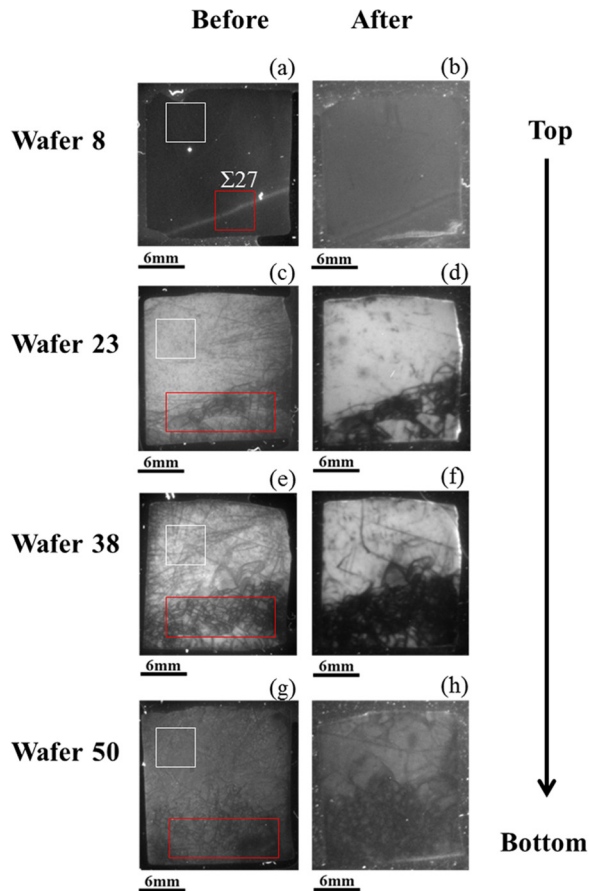 Before After
(a) (b)
Wafer 8
Σ27
Top
6mm 6mm
(c) (d)
Wafer 23
6mm 6mm
(e) (f)
Wafer 38
6mm 6mm
(g) (h)
Wafer 50
Bottom
6mm 6mm